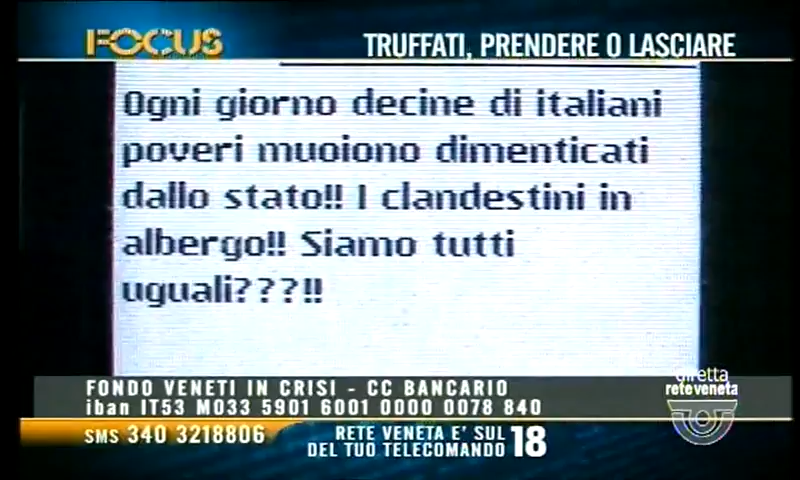 FOCUS
TRUFFATI, PRENDERE O LASCIARE
Ogni giorno decine di italiani
poveri muoiono dimenticati
dallo stato!! I clandestini in
albergo!! Siamo tutti
uguali???!!
diretta
reteveneta
FONDO VENETI IN CRISI - CC BANCARIO
iban IT53 M033 5901 6001 0000 0078 840
SMS 340 3218806
RETE VENETA E' SUL
DEL TUO TELECOMANDO 18